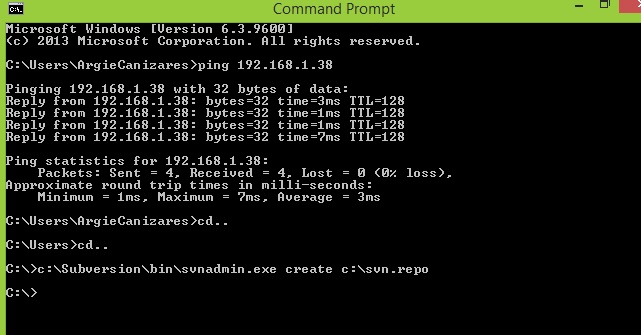 Command Prompt
Microsoft Windows [Version 6.3.9600]
(c) 2013 Microsoft Corporation. All rights reserved.
C:\Users\ArgieCanizares>ping 192.168.1.38
Pinging 192.168.1.38 with 32 bytes of data:
Reply from 192.168.1.38: bytes=32 time=3ms TTL=128
Reply from 192.168.1.38: bytes=32 time=1ms TTL=128
Reply from 192.168.1.38: bytes=32 time=1ms TTL=128
Reply from 192.168.1.38: bytes=32 time=7ms TTL=128
Ping statistics for 192.168.1.38:
    Packets: Sent = 4, Received = 4, Lost = 0 (0% loss),
Approximate round trip times in milli-seconds:
    Minimum = 1ms, Maximum = 7ms, Average = 3ms
C:\Users\ArgieCanizares>cd..
C:\Users>cd..
C:\>c:\Subversion\bin\svnadmin.exe create c:\svn.repo
C:\>